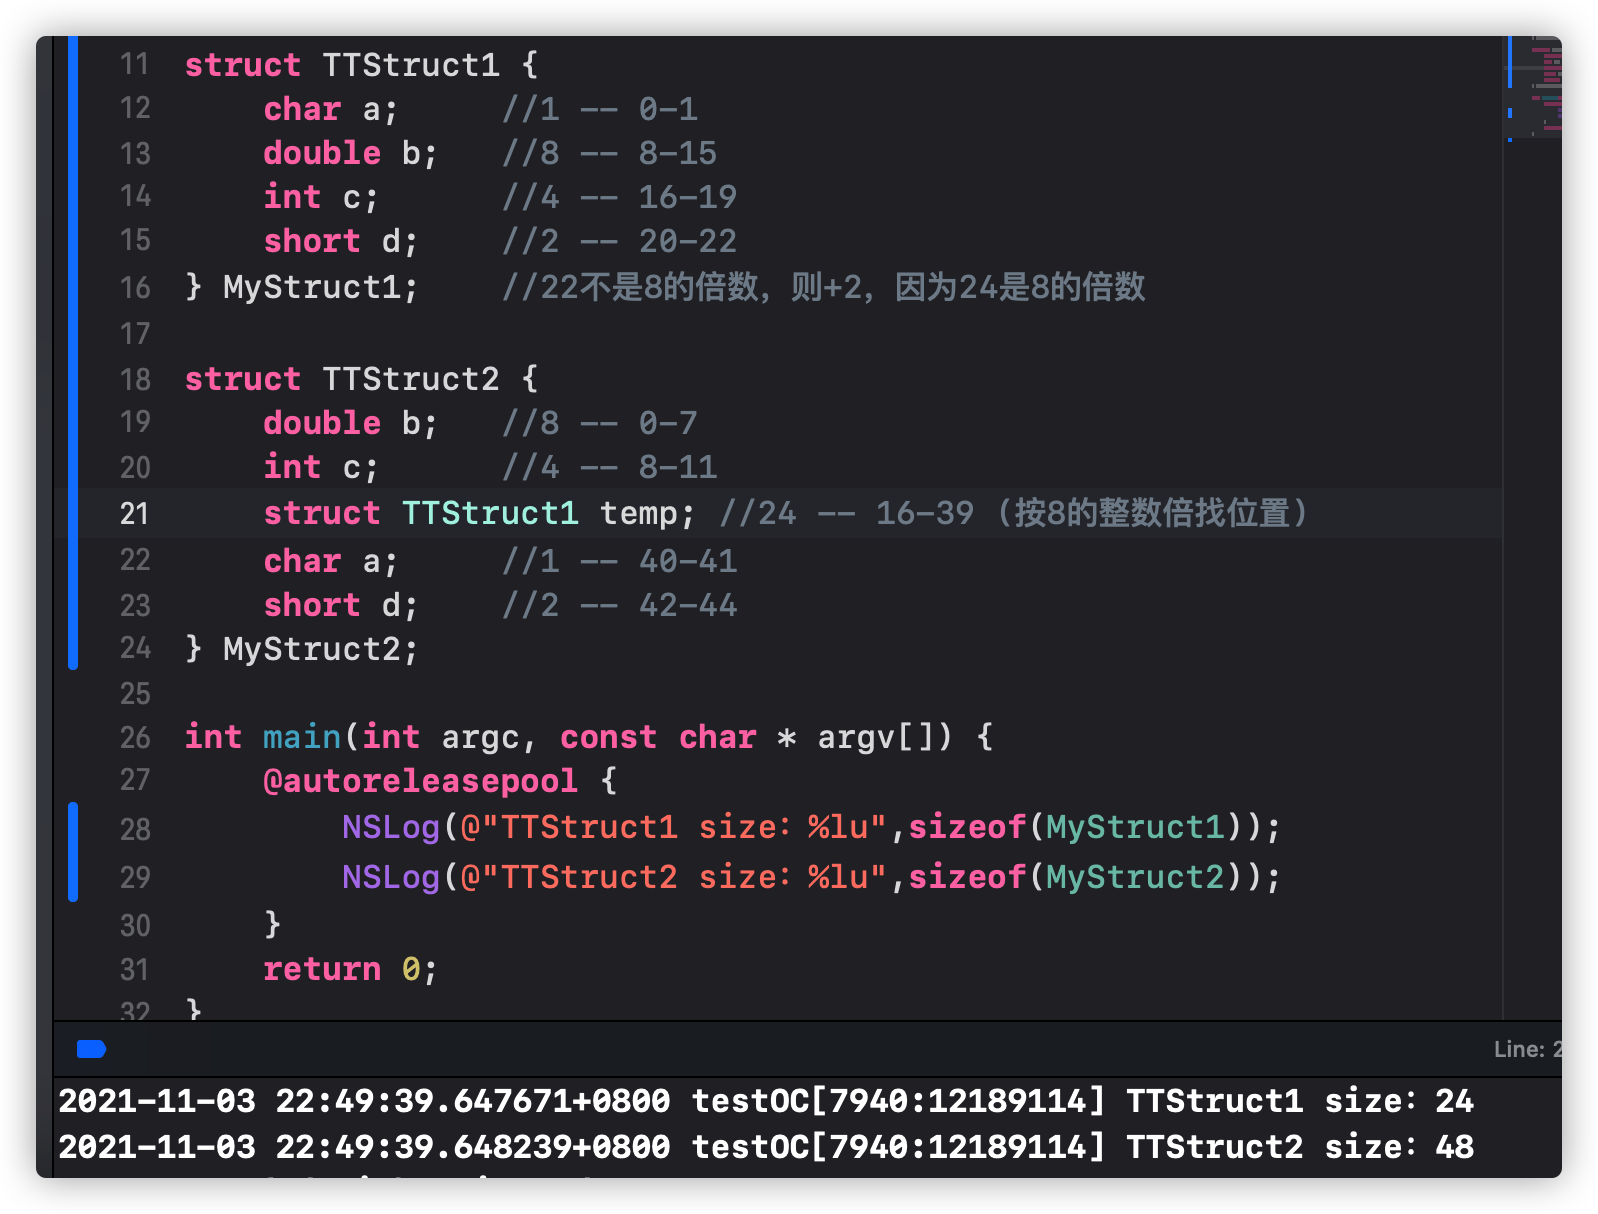 11 struct TTStruct1 {
12 char a; //1 -- 0-1
13 double b; //8 -- 8-15
14 int c; //4 -- 16-19
15 short d; //2 -- 20-22
16 } MyStruct1; //22不是8的倍数，则+2，因为24是8的倍数
17
18 struct TTStruct2 {
19 double b; //8 -- 0-7
20 int c; //4 -- 8-11
21 struct TTStruct1 temp; //24 -- 16-39 (按8的整数倍找位置)
22 char a; //1 -- 40-41
23 short d; //2 -- 42-44
24 } MyStruct2;
25
26 int main(int argc, const char * argv[]) {
27 @autoreleasepool {
28 NSLog(@"TTStruct1 size：%lu",sizeof(MyStruct1));
29 NSLog(@"TTStruct2 size：%lu",sizeof(MyStruct2));
30 }
31 return 0;
32 }
Line: 2
2021-11-03 22:49:39.647671+0800 testOC[7940:12189114] TTStruct1 size：24
2021-11-03 22:49:39.648239+0800 testOC[7940:12189114] TTStruct2 size：48